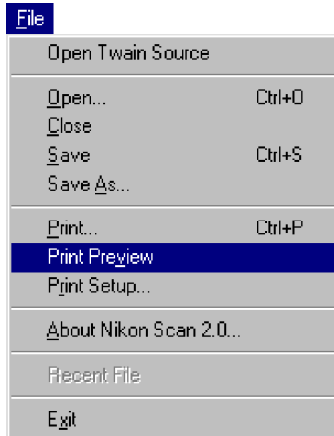 File
Open Twain Source
Open... Ctrl+O
Close
Save Ctrl+S
Save As...
Print... Ctrl+P
Print Preview
Print Setup...
About Nikon Scan 2.0...
Recent File
Exit